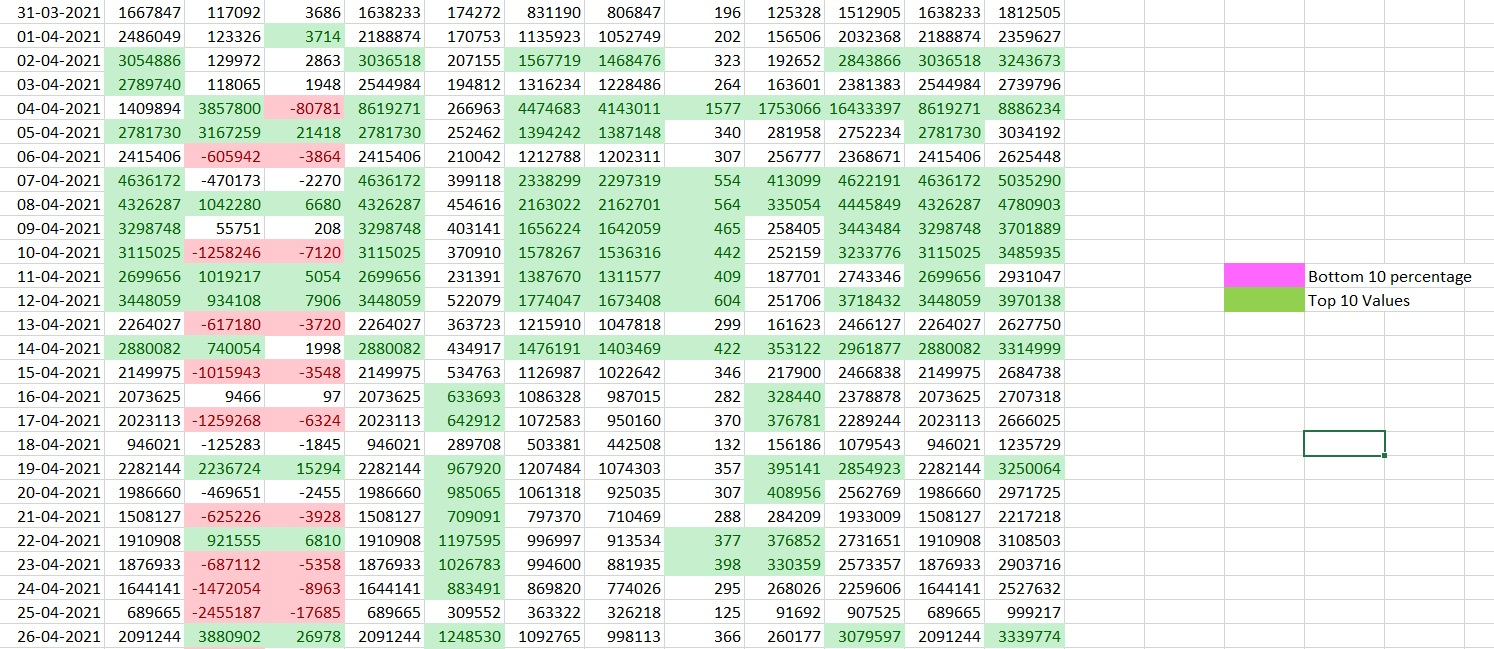 31-03-2021 1667847 117092 3686 1638233 174272 831190 806847 196 125328 1512905 1638233 1812505
01-04-2021 2486049 123326 3714 2188874 170753 1135923 1052749 202 156506 2032368 2188874 2359627
02-04-2021 3054886 129972 2863 3036518 207155 1567719 1468476 323 192652 2843866 3036518 3243673
03-04-2021 2789740 118065 1948 2544984 194812 1316234 1228486 264 163601 2381383 2544984 2739796
04-04-2021 1409894 3857800 -80781 8619271 266963 4474683 4143011 1577 1753066 16433397 8619271 8886234
05-04-2021 2781730 3167259 21418 2781730 252462 1394242 1387148 340 281958 2752234 2781730 3034192
06-04-2021 2415406 -605942 -3864 2415406 210042 1212788 1202311 307 256777 2368671 2415406 2625448
07-04-2021 4636172 -470173 -2270 4636172 399118 2338299 2297319 554 413099 4622191 4636172 5035290
08-04-2021 4326287 1042280 6680 4326287 454616 2163022 2162701 564 335054 4445849 4326287 4780903
09-04-2021 3298748 55751 208 3298748 403141 1656224 1642059 465 258405 3443484 3298748 3701889
10-04-2021 3115025 -1258246 -7120 3115025 370910 1578267 1536316 442 252159 3233776 3115025 3485935
11-04-2021 2699656 1019217 5054 2699656 231391 1387670 1311577 409 187701 2743346 2699656 2931047 Bottom 10 percentage
12-04-2021 3448059 934108 7906 3448059 522079 1774047 1673408 604 251706 3718432 3448059 3970138 Top 10 Values
13-04-2021 2264027 -617180 -3720 2264027 363723 1215910 1047818 299 161623 2466127 2264027 2627750
14-04-2021 2880082 740054 1998 2880082 434917 1476191 1403469 422 353122 2961877 2880082 3314999
15-04-2021 2149975 -1015943 -3548 2149975 534763 1126987 1022642 346 217900 2466838 2149975 2684738
16-04-2021 2073625 9466 97 2073625 633693 1086328 987015 282 328440 2378878 2073625 2707318
17-04-2021 2023113 -1259268 -6324 2023113 642912 1072583 950160 370 376781 2289244 2023113 2666025
18-04-2021 946021 -125283 -1845 946021 289708 503381 442508 132 156186 1079543 946021 1235729
19-04-2021 2282144 2236724 15294 2282144 967920 1207484 1074303 357 395141 2854923 2282144 3250064
20-04-2021 1986660 -469651 -2455 1986660 985065 1061318 925035 307 408956 2562769 1986660 2971725
21-04-2021 1508127 -625226 -3928 1508127 709091 797370 710469 288 284209 1933009 1508127 2217218
22-04-2021 1910908 921555 6810 1910908 1197595 996997 913534 377 376852 2731651 1910908 3108503
23-04-2021 1876933 -687112 -5358 1876933 1026783 994600 881935 398 330359 2573357 1876933 2903716
24-04-2021 1644141 -1472054 -8963 1644141 883491 869820 774026 295 268026 2259606 1644141 2527632
25-04-2021 689665 -2455187 -17685 689665 309552 363322 326218 125 91692 907525 689665 999217
26-04-2021 2091244 3880902 26978 2091244 1248530 1092765 998113 366 260177 3079597 2091244 3339774